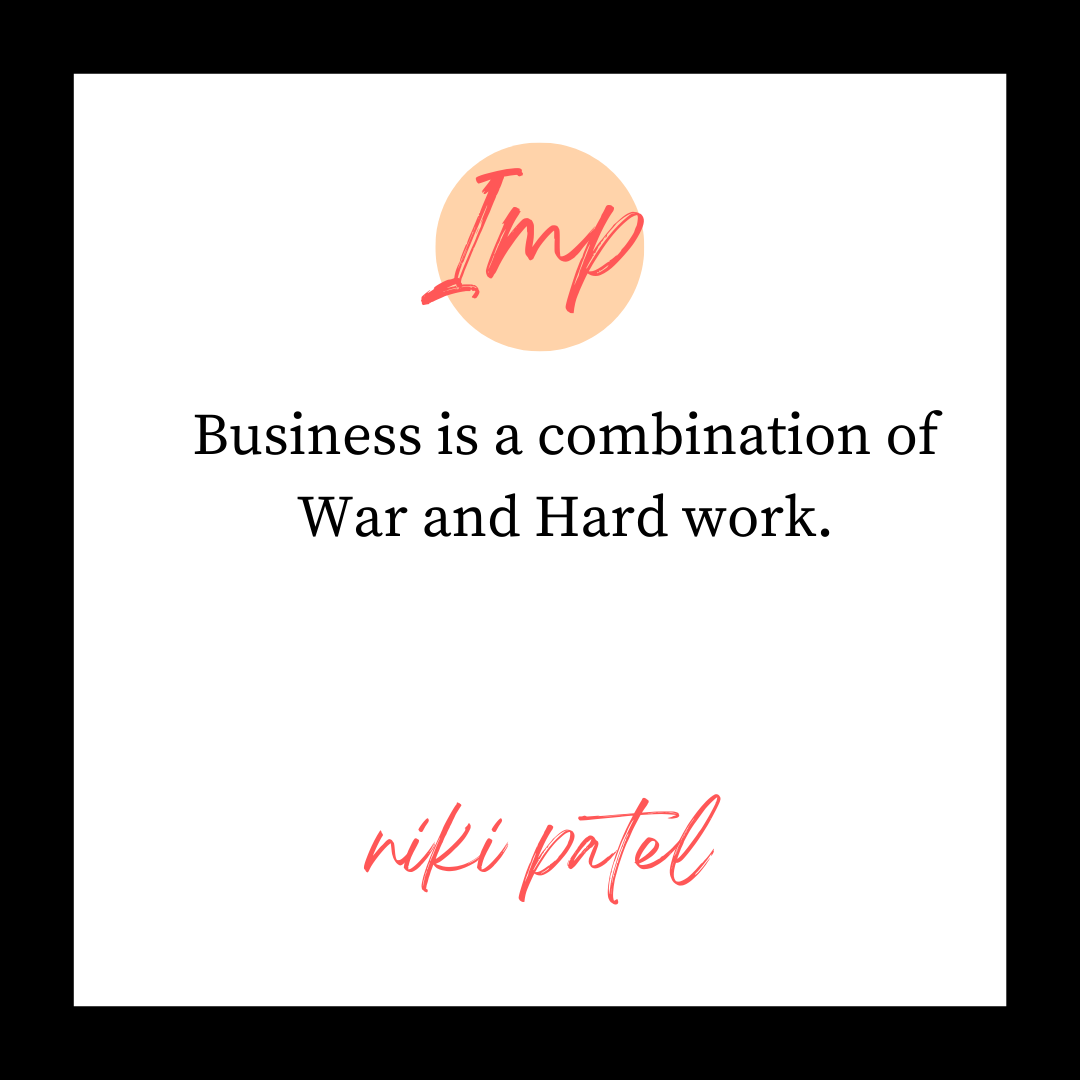 Imp
Business is a combination of
War and Hard work.
niki patel